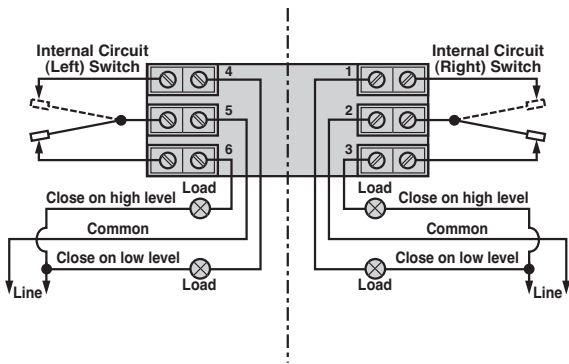 Internal Circuit
(Left) Switch
Internal Circuit
(Right) Switch
4
1
5
2
6
3
Load
Load
Close on high level
Close on high level
Common
Common
Close on low level
Close on low level
Line
Load
Load
Line